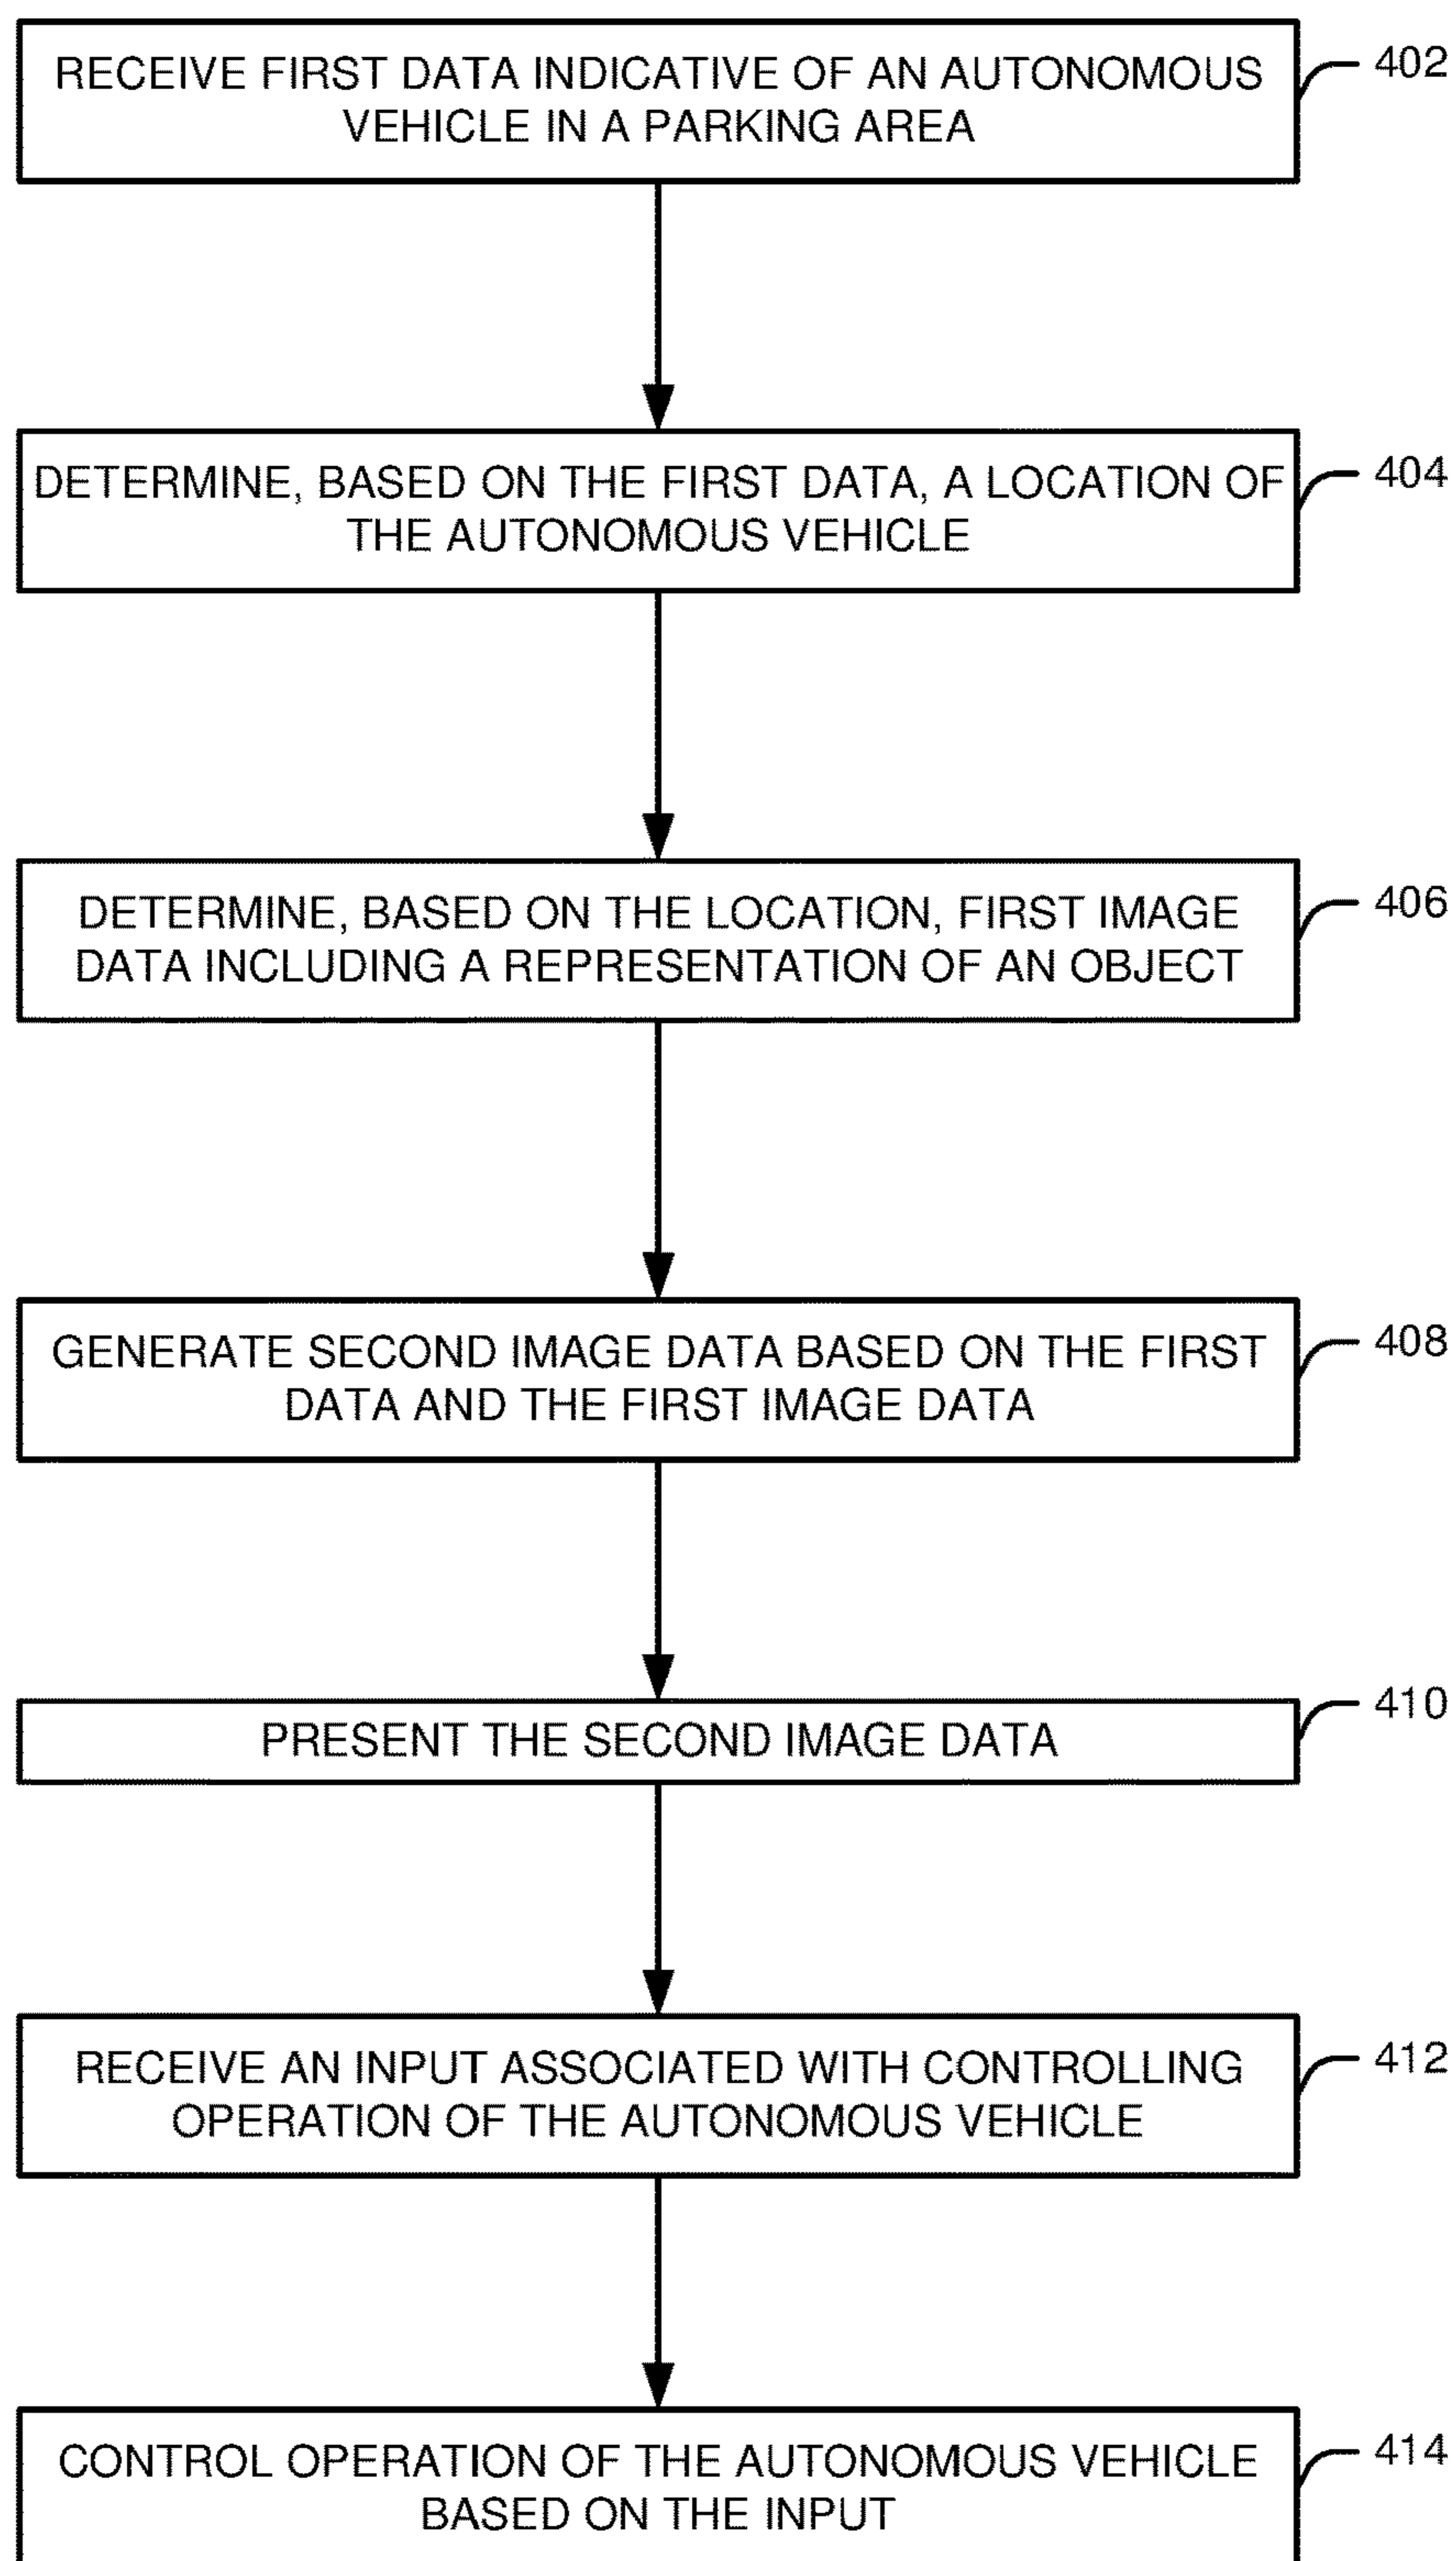 RECEIVE FIRST DATA INDICATIVE OF AN AUTONOMOUS
VEHICLE IN A PARKING AREA
402
DETERMINE, BASED ON THE FIRST DATA, A LOCATION OF
THE AUTONOMOUS VEHICLE
404
DETERMINE, BASED ON THE LOCATION, FIRST IMAGE
DATA INCLUDING A REPRESENTATION OF AN OBJECT
406
GENERATE SECOND IMAGE DATA BASED ON THE FIRST
DATA AND THE FIRST IMAGE DATA
408
PRESENT THE SECOND IMAGE DATA
410
RECEIVE AN INPUT ASSOCIATED WITH CONTROLLING
OPERATION OF THE AUTONOMOUS VEHICLE
412
CONTROL OPERATION OF THE AUTONOMOUS VEHICLE
BASED ON THE INPUT
414